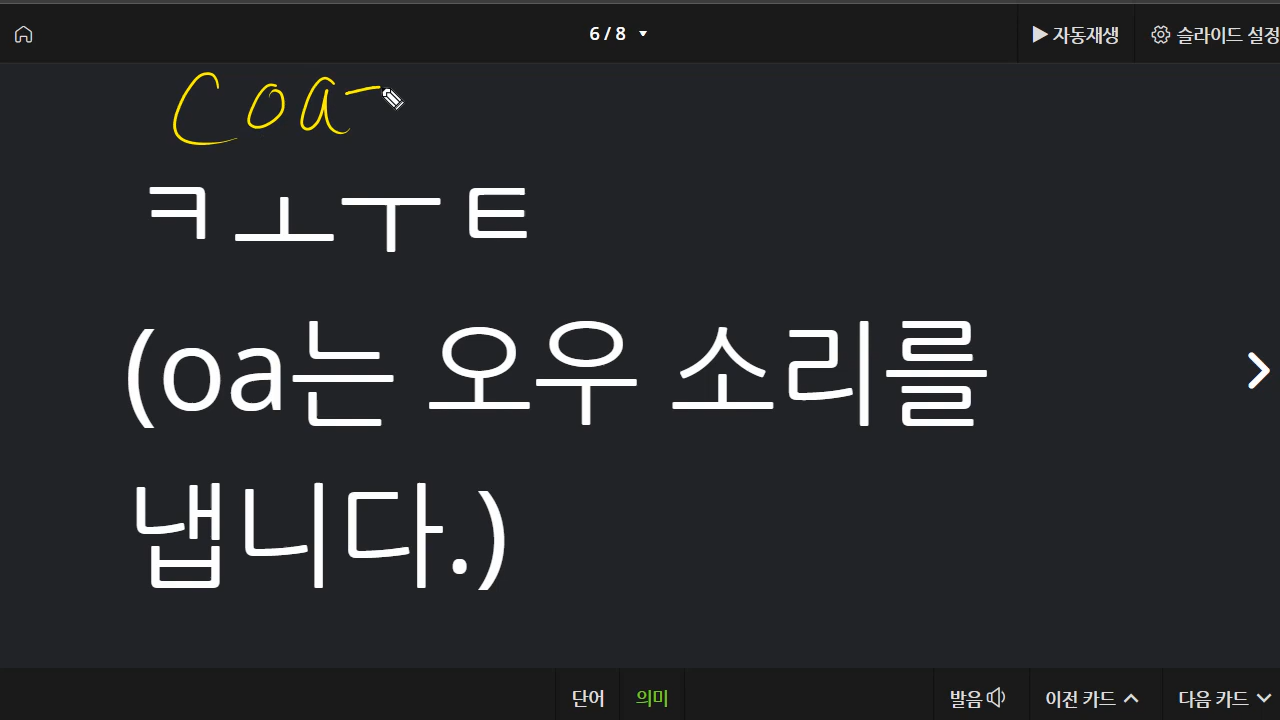 6 / 8
자동재생
슬라이드 설정
coa
ㅋㅗㅜㅌ
(oa는 오우 소리를
냅니다.)
단어
의미
발음
이전 카드
다음 카드